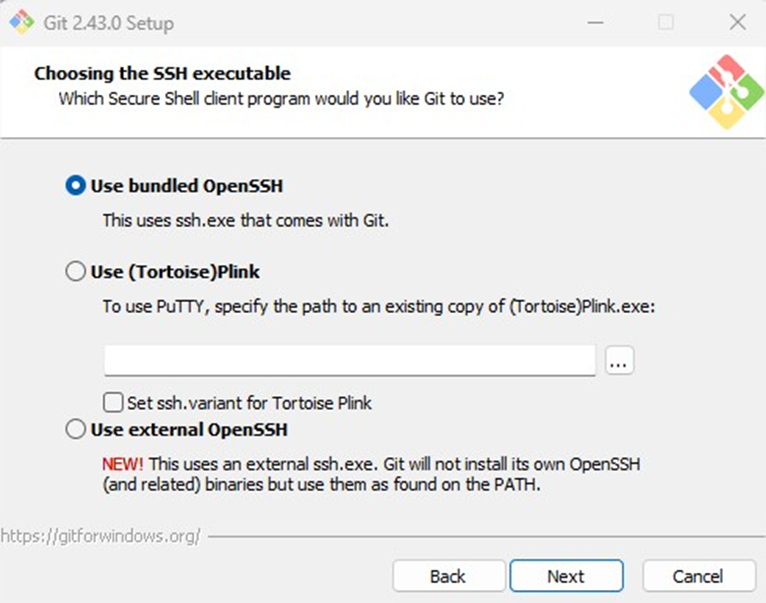 Git 2.43.0 Setup
Choosing the SSH executable
Which Secure Shell client program would you like Git to use?
Use bundled OpenSSH
This uses ssh.exe that comes with Git.
Use (Tortoise)Plink
To use PuTTY, specify the path to an existing copy of (Tortoise)Plink.exe:
...
Set ssh.variant for Tortoise Plink
Use external OpenSSH
NEW! This uses an external ssh.exe. Git will not install its own OpenSSH
(and related) binaries but use them as found on the PATH.
https://gitforwindows.org/
Back Next Cancel